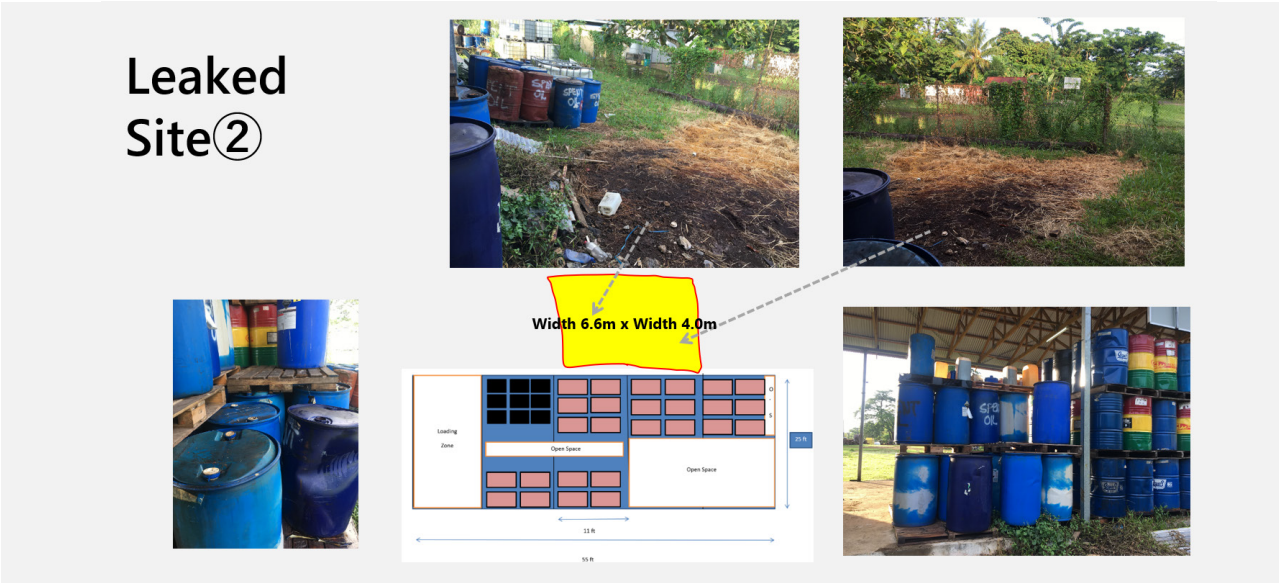 Leaked
Site②
SPENT
OIL
SPENT
OIL
Width 6.6m x Width 4.0m
SPENT
OIL
Loading
Zone
Open Space
Open Space
O
-
S
25 ft
11 ft
55 ft